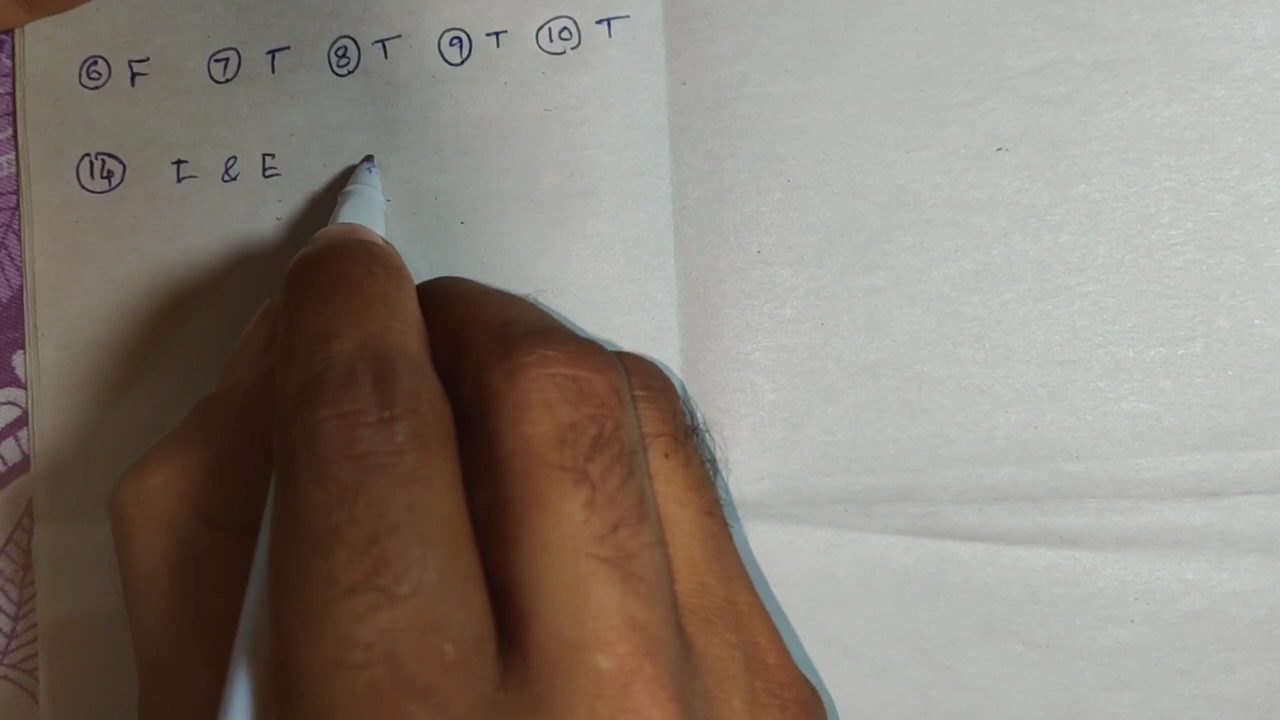 ⑥ F ⑦ T ⑧ T ⑨ T ⑩ T
⑭ I & E